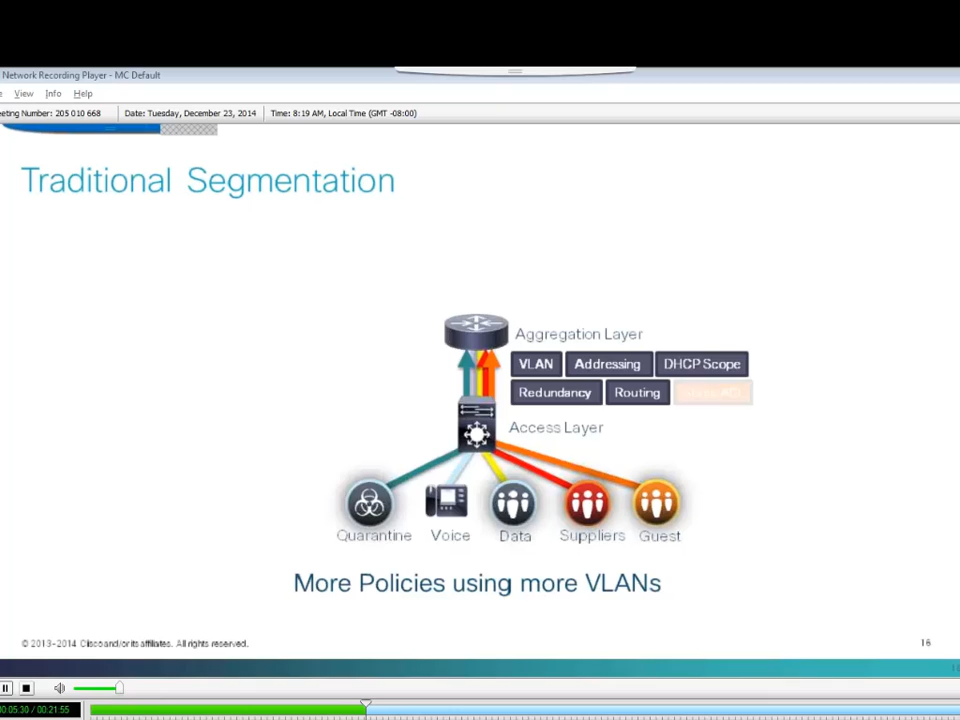 Network Recording Player - MC Default
View Info Help
eeting Number: 205 010 668 Date: Tuesday, December 23, 2014 Time: 8:19 AM, Local Time (GMT -08:00)
Traditional Segmentation
Aggregation Layer
VLAN Addressing DHCP Scope
Redundancy Routing
Access Layer
Quarantine Voice Data Suppliers Guest
More Policies using more VLANs
© 2013-2014 Cisco and/or its affiliates. All rights reserved. 16
0:05:30 / 00:21:55